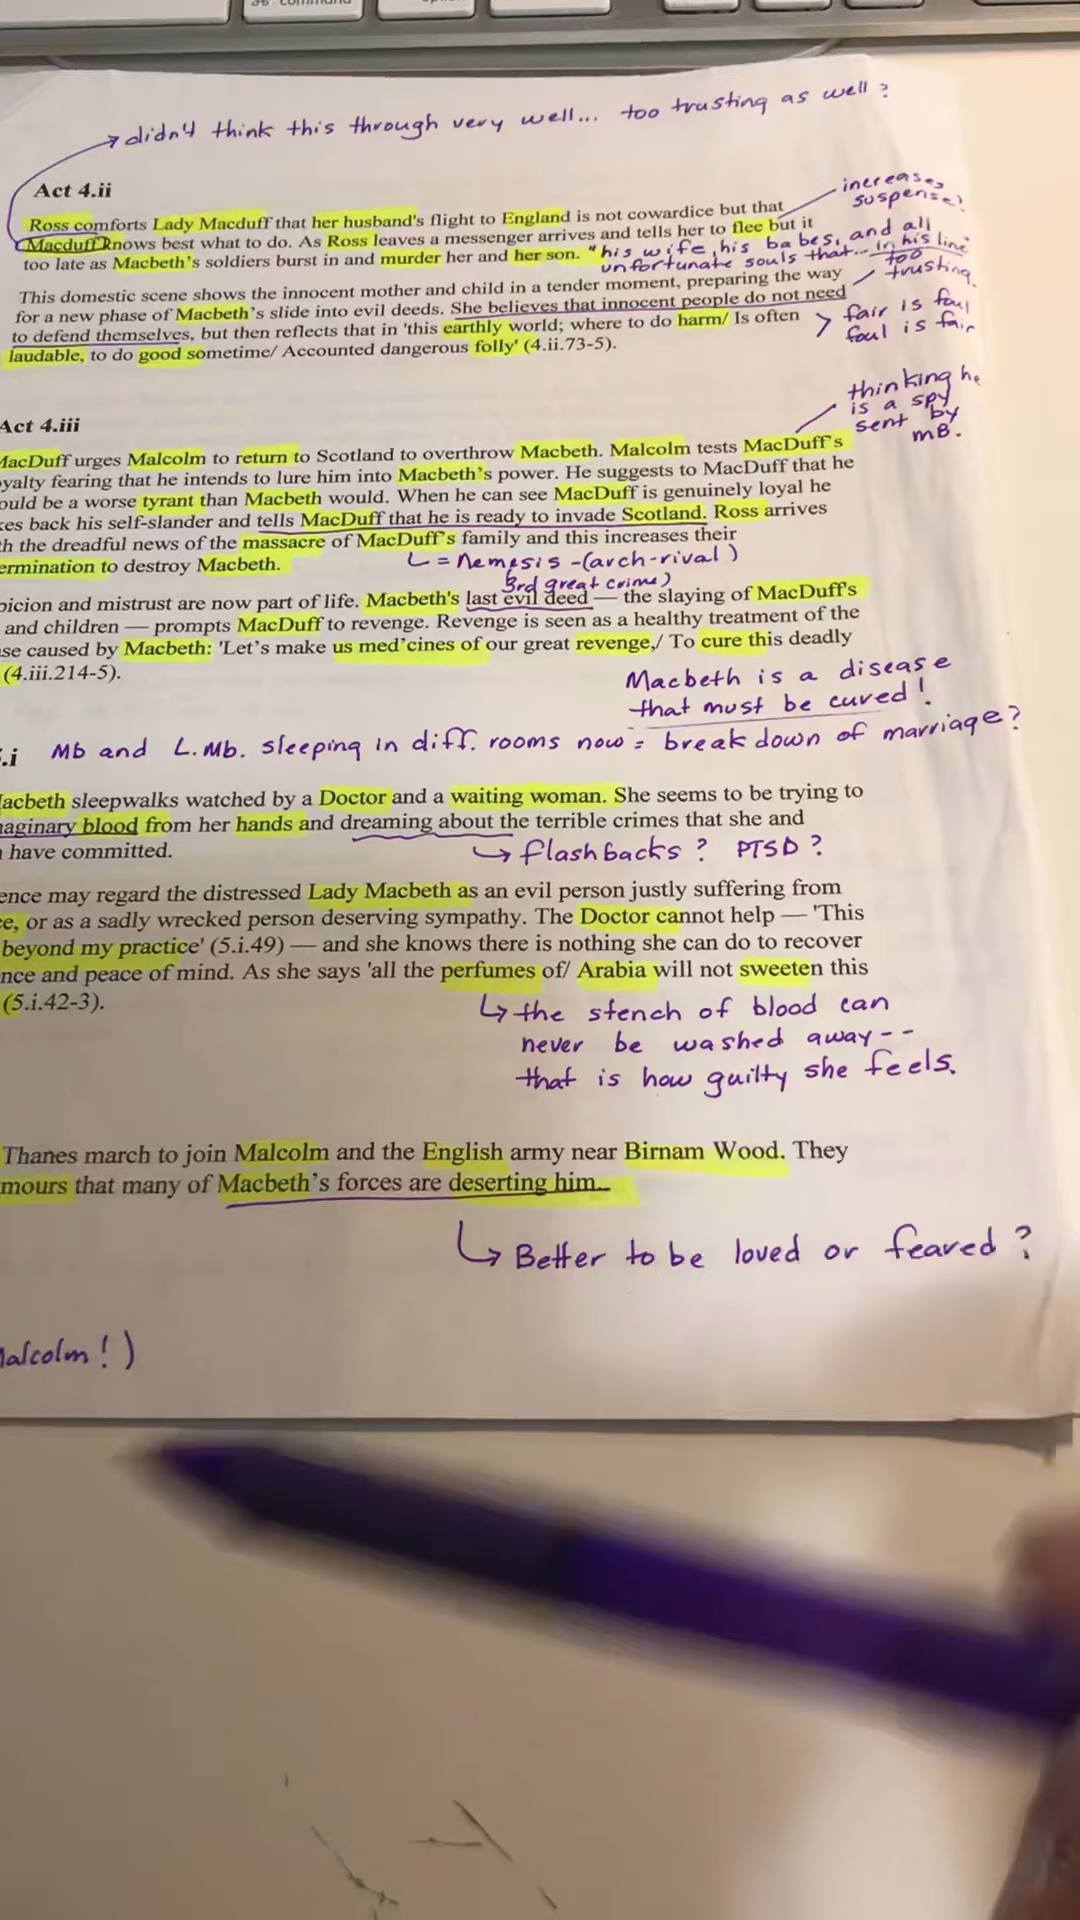 command
→ didn't think this through very well... too trusting as well?
Act 4.ii
increases
suspense!
Ross comforts Lady Macduff that her husband's flight to England is not cowardice but that
Macduff knows best what to do. As Ross leaves a messenger arrives and tells her to flee but it
too late as Macbeth's soldiers burst in and murder her and her son. "his wife, his babes, and all
unfortunate souls that... in his line"
This domestic scene shows the innocent mother and child in a tender moment, preparing the way
too
trusting
for a new phase of Macbeth's slide into evil deeds. She believes that innocent people do not need
to defend themselves, but then reflects that in 'this earthly world; where to do harm/ Is often
fair is foul
foul is fair
laudable, to do good sometime/ Accounted dangerous folly' (4.ii.73-5).
thinking he
is a spy
sent by
mB.
Act 4.iii
MacDuff urges Malcolm to return to Scotland to overthrow Macbeth. Malcolm tests MacDuff's
oyalty fearing that he intends to lure him into Macbeth's power. He suggests to MacDuff that he
ould be a worse tyrant than Macbeth would. When he can see MacDuff is genuinely loyal he
kes back his self-slander and tells MacDuff that he is ready to invade Scotland. Ross arrives
th the dreadful news of the massacre of MacDuff's family and this increases their
ermination to destroy Macbeth.
= nemesis - (arch-rival)
3rd great crime)
picion and mistrust are now part of life. Macbeth's last evil deed — the slaying of MacDuff's
and children — prompts MacDuff to revenge. Revenge is seen as a healthy treatment of the
se caused by Macbeth: 'Let's make us med'cines of our great revenge,/ To cure this deadly
(4.iii.214-5).
Macbeth is a disease
that must be cured!
.i Mb and L.Mb. sleeping in diff. rooms now = breakdown of marriage?
acbeth sleepwalks watched by a Doctor and a waiting woman. She seems to be trying to
aginary blood from her hands and dreaming about the terrible crimes that she and
have committed.
↳ flashbacks? PTSD?
ence may regard the distressed Lady Macbeth as an evil person justly suffering from
ce, or as a sadly wrecked person deserving sympathy. The Doctor cannot help — 'This
beyond my practice' (5.i.49) — and she knows there is nothing she can do to recover
nce and peace of mind. As she says 'all the perfumes of/ Arabia will not sweeten this
(5.i.42-3).
↳ the stench of blood can
never be washed away--
that is how guilty she feels.
Thanes march to join Malcolm and the English army near Birnam Wood. They
mours that many of Macbeth's forces are deserting him.
↳ Better to be loved or feared?
Malcolm!)